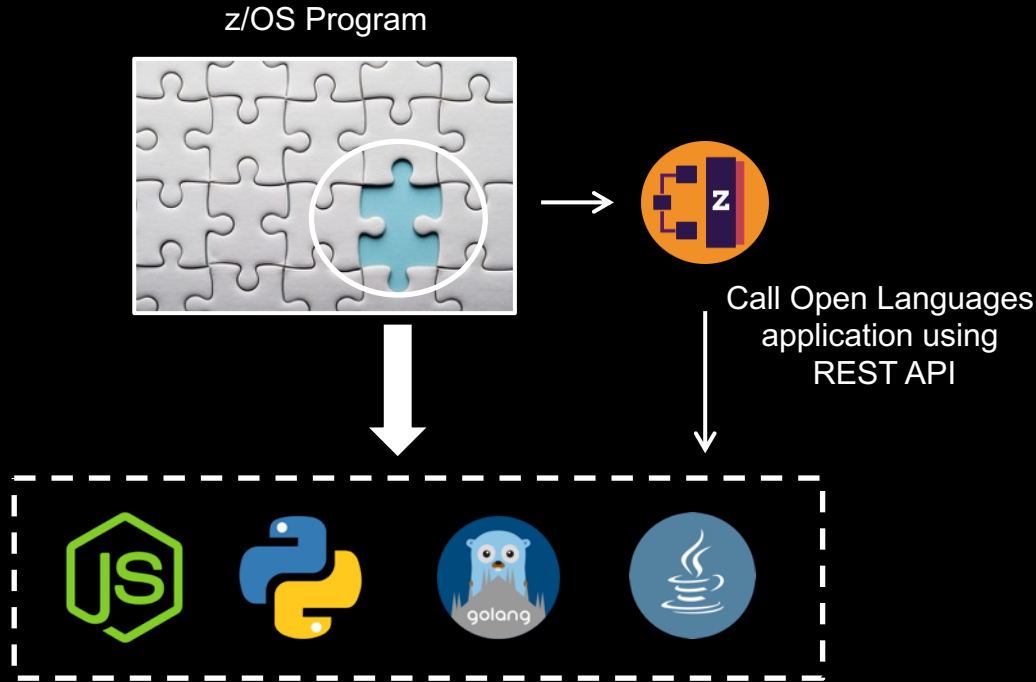 z/OS Program
Z
Call Open Languages
application using
REST API
JS
golang